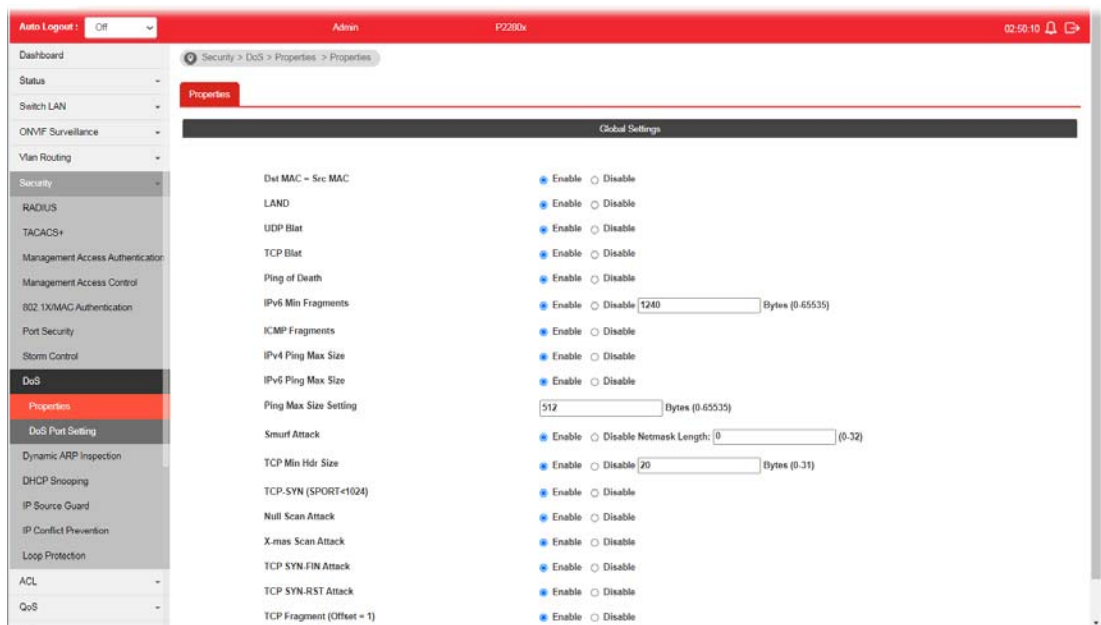 Auto Logout : Off Admin P2280x 02:50:10
Dashboard
Status
Switch LAN
ONVIF Surveillance
Vlan Routing
Security
RADIUS
TACACS+
Management Access Authentication
Management Access Control
802.1X/MAC Authentication
Port Security
Storm Control
DoS
Properties
DoS Port Setting
Dynamic ARP Inspection
DHCP Snooping
IP Source Guard
IP Conflict Prevention
Loop Protection
ACL
QoS
Security > DoS > Properties > Properties
Properties
Global Settings
Dst MAC = Src MAC Enable Disable
LAND Enable Disable
UDP Blat Enable Disable
TCP Blat Enable Disable
Ping of Death Enable Disable
IPv6 Min Fragments Enable Disable 1240 Bytes (0-65535)
ICMP Fragments Enable Disable
IPv4 Ping Max Size Enable Disable
IPv6 Ping Max Size Enable Disable
Ping Max Size Setting 512 Bytes (0-65535)
Smurf Attack Enable Disable Netmask Length: 0 (0-32)
TCP Min Hdr Size Enable Disable 20 Bytes (0-31)
TCP-SYN (SPORT<1024) Enable Disable
Null Scan Attack Enable Disable
X-mas Scan Attack Enable Disable
TCP SYN-FIN Attack Enable Disable
TCP SYN-RST Attack Enable Disable
TCP Fragment (Offset = 1) Enable Disable